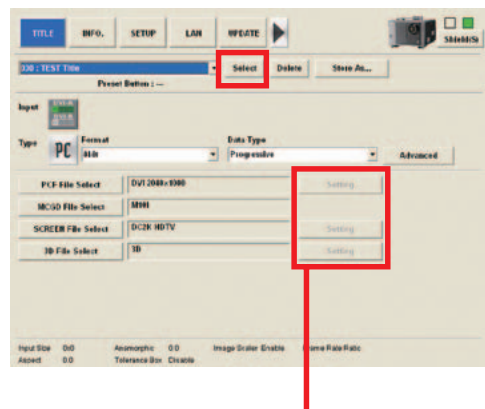 TITLE INFO. SETUP LAN UPDATE
030 : TEST Title Select Delete Store As...
Preset Button : ---
Input
Type PC Format Data Type
Progressive Advanced
PCF File Select DVI 2048x1080 Setting
MCGD File Select
SCREEN File Select DC2K HDTV Setting
3D File Select 3D Setting
Input Size 0x0 Anamorphic 0:0 Image Scaler Enable Frame Rate Ratio
Aspect 0:0 Tolerance Box Disable